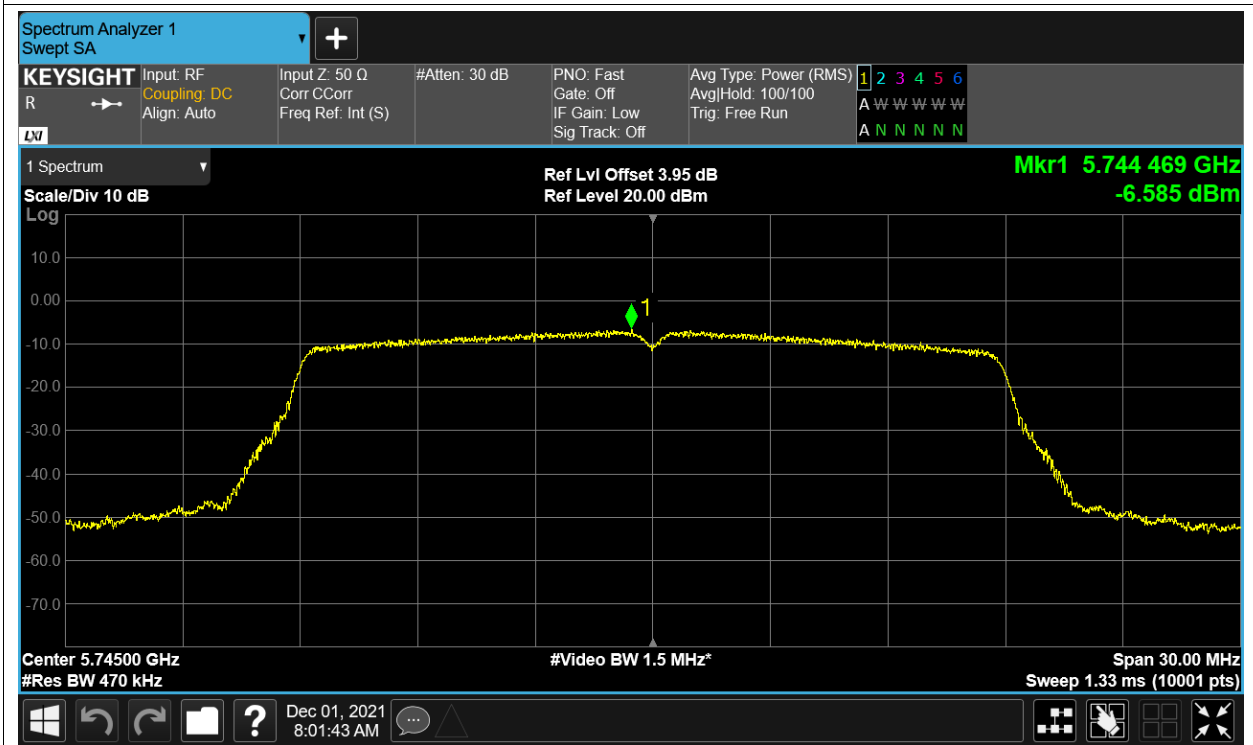 Spectrum Analyzer 1
Swept SA
KEYSIGHT
R
LXI
Input: RF
Coupling: DC
Align: Auto
Input Z: 50 Ω
Corr CCorr
Freq Ref: Int (S)
#Atten: 30 dB
PNO: Fast
Gate: Off
IF Gain: Low
Sig Track: Off
Avg Type: Power (RMS)
Avg|Hold: 100/100
Trig: Free Run
1 2 3 4 5 6
A W W W W W
A N N N N N
1 Spectrum
Scale/Div 10 dB
Log
Ref Lvl Offset 3.95 dB
Ref Level 20.00 dBm
Mkr1 5.744 469 GHz
-6.585 dBm
10.0
0.00
-10.0
-20.0
-30.0
-40.0
-50.0
-60.0
-70.0
1
Center 5.74500 GHz
#Res BW 470 kHz
#Video BW 1.5 MHz*
Span 30.00 MHz
Sweep 1.33 ms (10001 pts)
?
Dec 01, 2021
8:01:43 AM